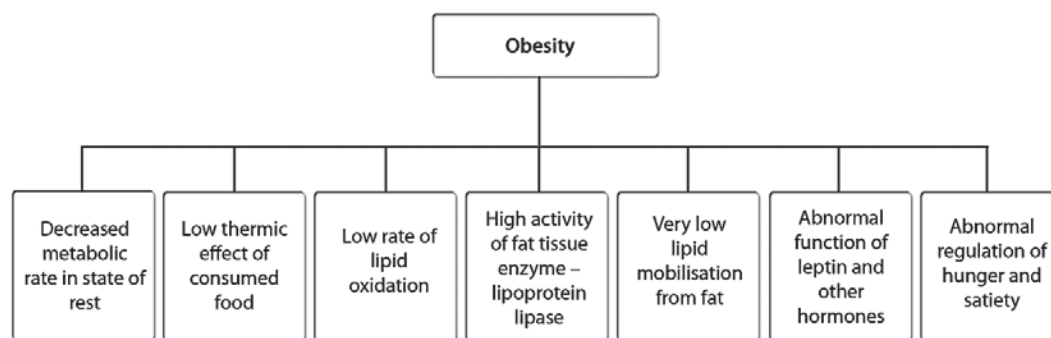 Obesity
Decreased
metabolic
rate in state of
rest
Low thermic
effect of
consumed
food
Low rate of
lipid
oxidation
High activity
of fat tissue
enzyme –
lipoprotein
lipase
Very low
lipid
mobilisation
from fat
Abnormal
function of
leptin and
other
hormones
Abnormal
regulation of
hunger and
satiety